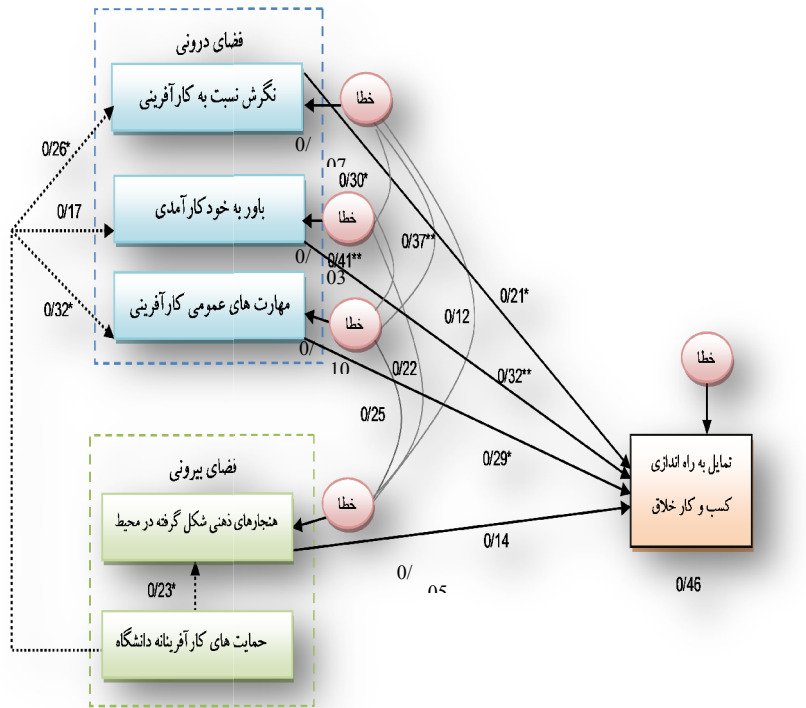 فضای درونی
نگرش نسبت به کارآفرینی
خطا
0/26*
0/07
0/30*
باور به خودکارآمدی
خطا
0/17
0/37**
0/03
0/41**
مهارت های عمومی کارآفرینی
خطا
0/32*
0/12
0/21*
0/10
0/22
0/32**
خطا
0/25
0/29*
تمایل به راه اندازی
کسب و کار خلاق
فضای بیرونی
هنجارهای ذهنی شکل گرفته در محیط
خطا
0/14
0/05
0/46
0/23*
حمایت های کارآفرینانه دانشگاه